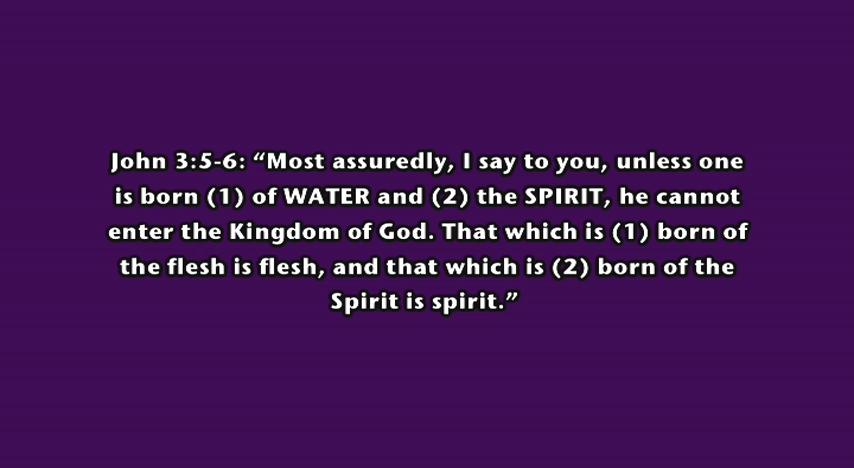 John 3:5-6: “Most assuredly, I say to you, unless one
is born (1) of WATER and (2) the SPIRIT, he cannot
enter the Kingdom of God. That which is (1) born of
the flesh is flesh, and that which is (2) born of the
Spirit is spirit.”